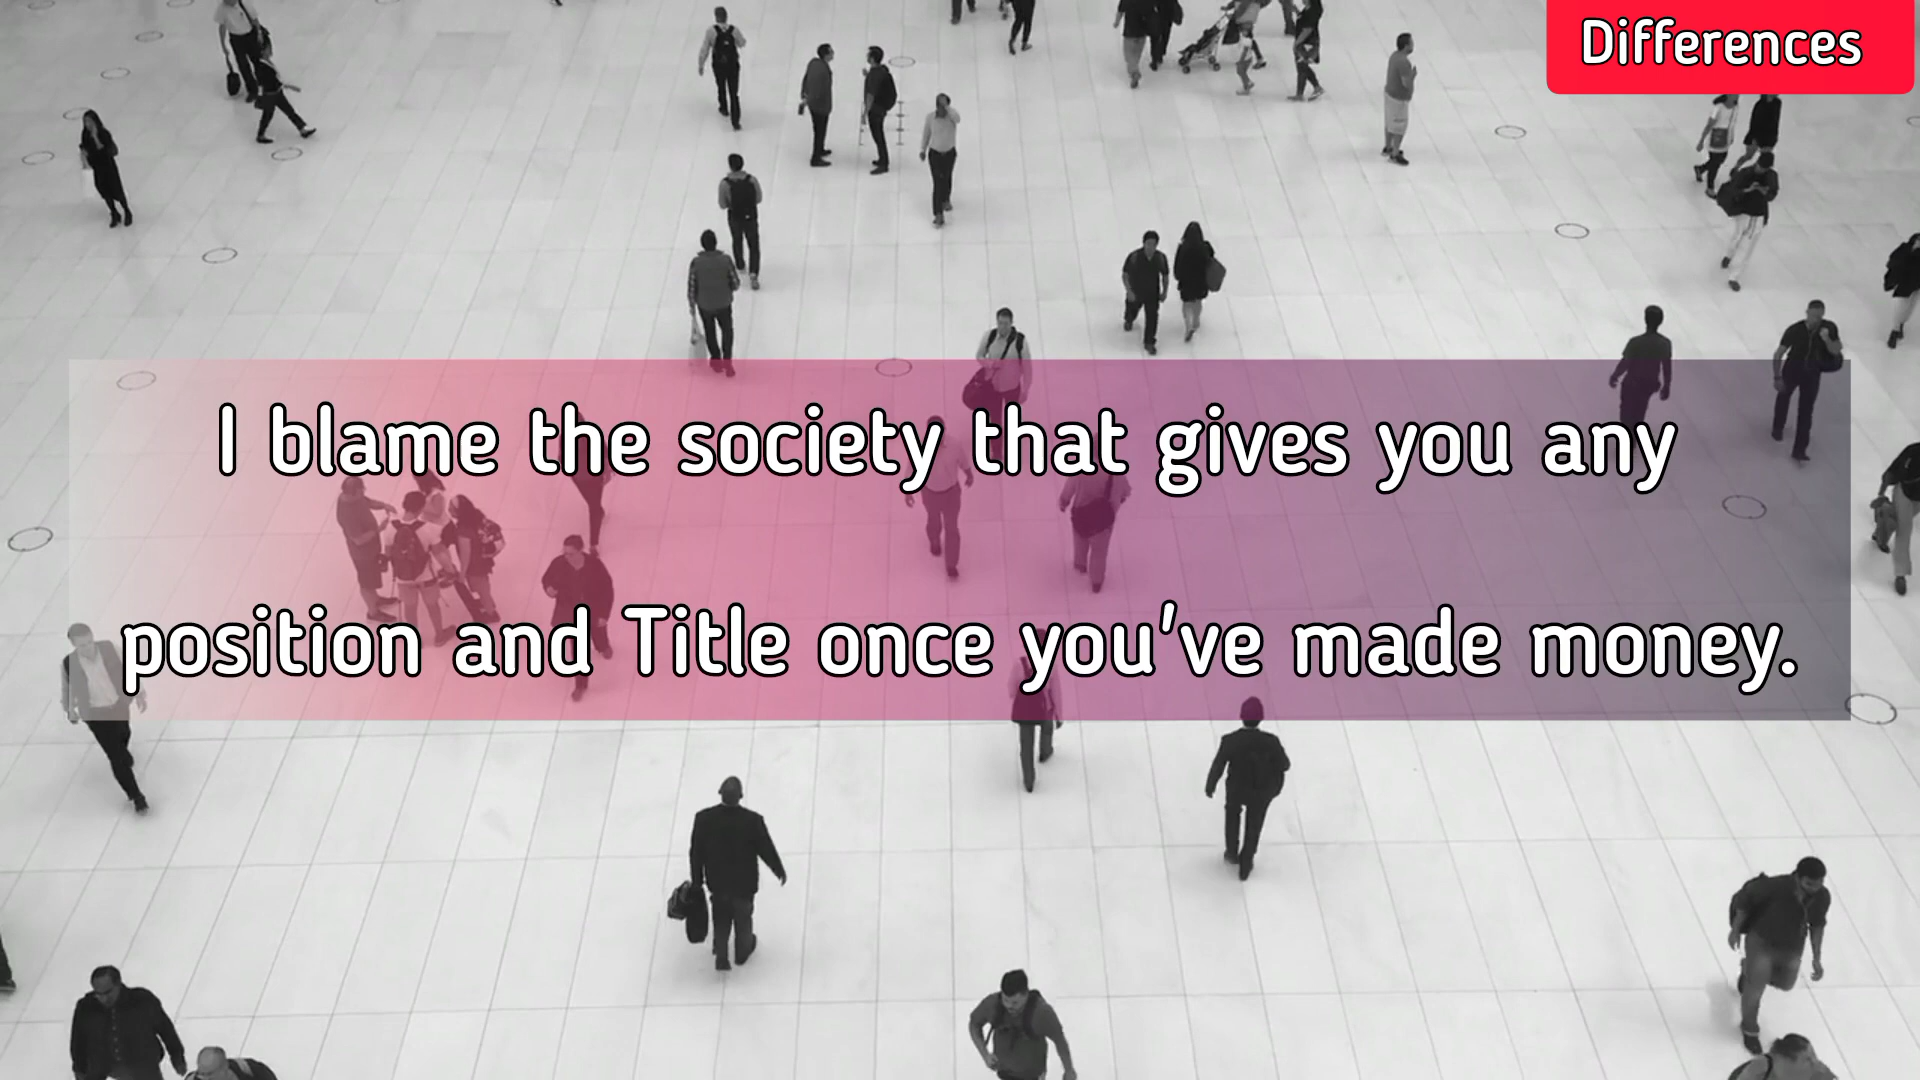 Differences
I blame the society that gives you any
position and Title once you've made money.